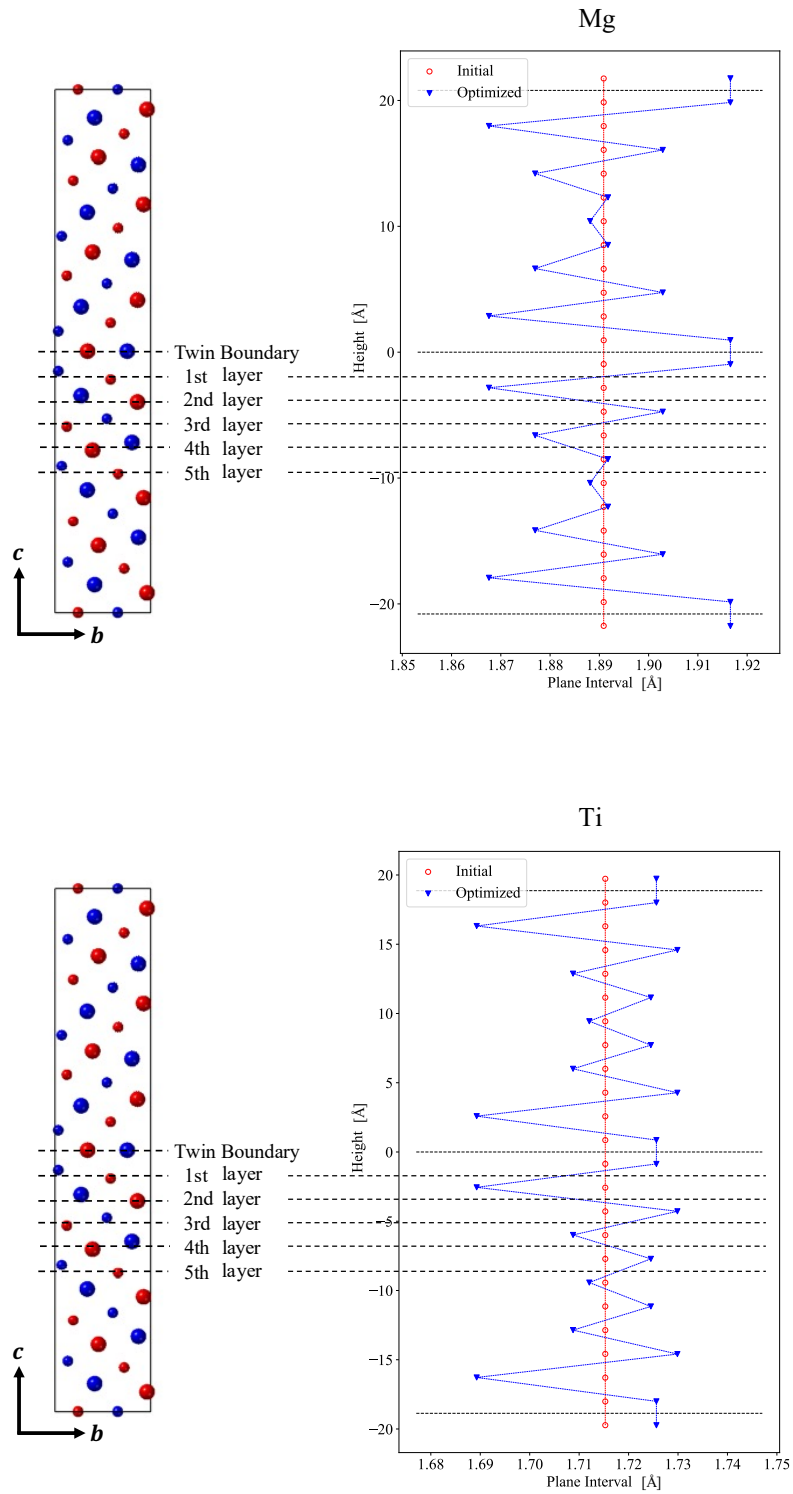 Mg
Initial
Optimized
20
10
0
−10
−20
Height [Å]
Twin Boundary
1st layer
2nd layer
3rd layer
4th layer
5th layer
c
b
1.85 1.86 1.87 1.88 1.89 1.90 1.91 1.92
Plane Interval [Å]
Ti
Initial
Optimized
20
15
10
5
0
−5
−10
−15
−20
Height [Å]
Twin Boundary
1st layer
2nd layer
3rd layer
4th layer
5th layer
c
b
1.68 1.69 1.70 1.71 1.72 1.73 1.74 1.75
Plane Interval [Å]